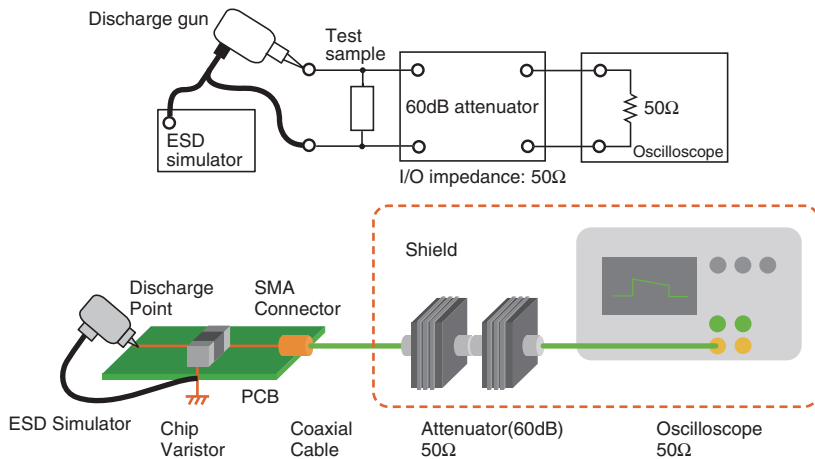 Discharge gun
Test
sample
ESD
simulator
60dB attenuator
50Ω
Oscilloscope
I/O impedance: 50Ω
Shield
Discharge
Point
SMA
Connector
PCB
ESD Simulator
Chip
Varistor
Coaxial
Cable
Attenuator(60dB)
50Ω
Oscilloscope
50Ω